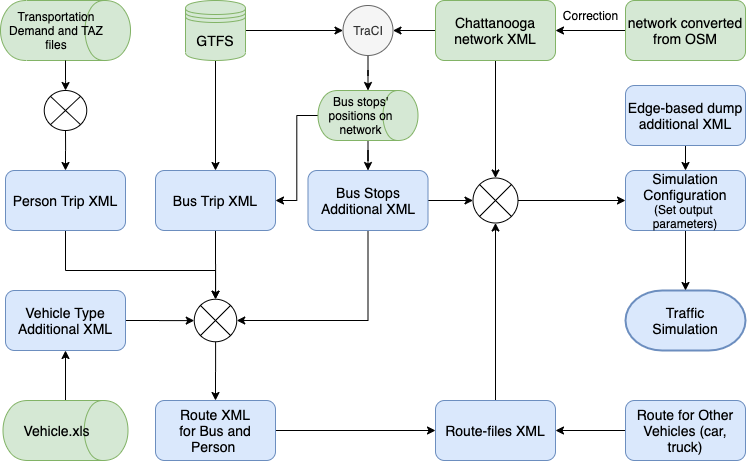 Transportation
Demand and TAZ
files
GTFS
TraCI
Chattanooga
network XML
Correction
network converted
from OSM
Bus stops'
positions on
network
Edge-based dump
additional XML
Person Trip XML
Bus Trip XML
Bus Stops
Additional XML
Simulation
Configuration
(Set output
parameters)
Vehicle Type
Additional XML
Traffic
Simulation
Vehicle.xls
Route XML
for Bus and
Person
Route-files XML
Route for Other
Vehicles (car,
truck)